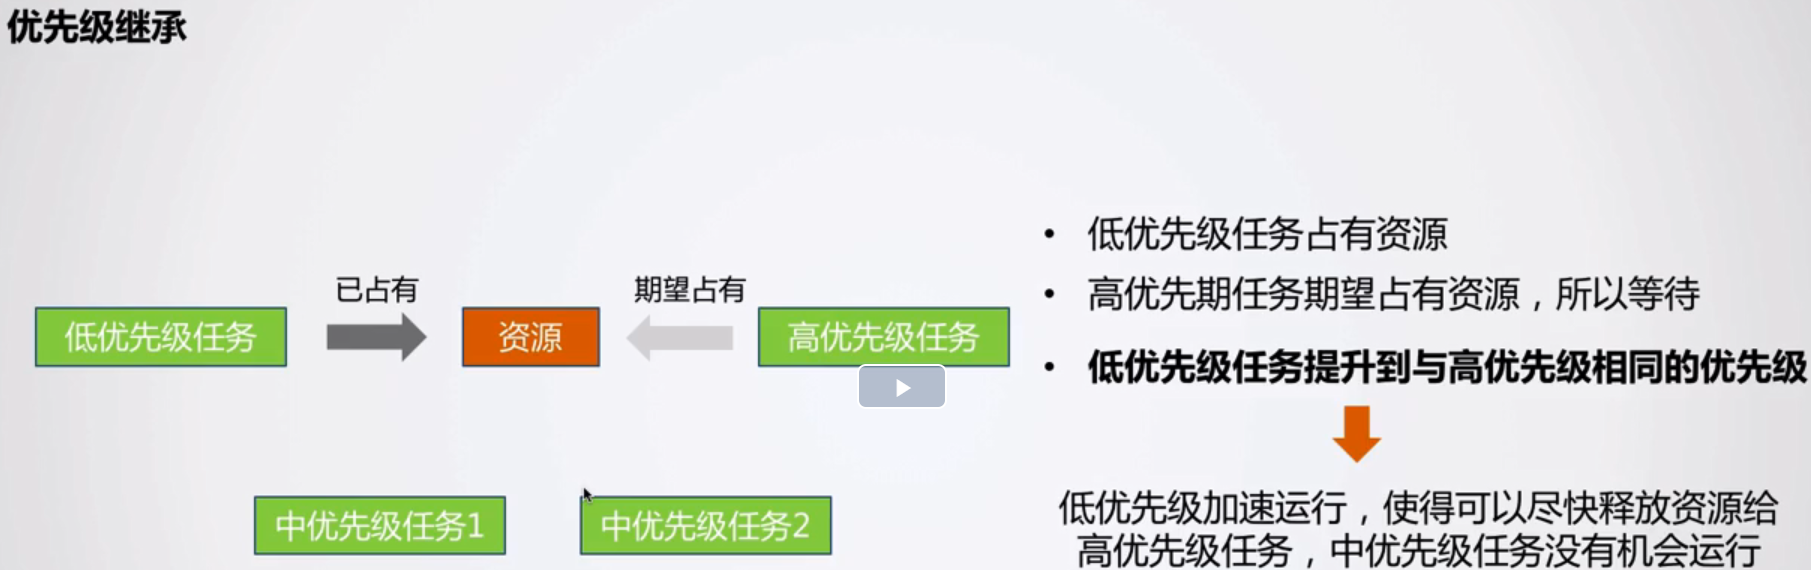 优先级继承
低优先级任务占有资源
高优先期任务期望占有资源，所以等待
低优先级任务提升到与高优先级相同的优先级
已占有
期望占有
低优先级任务
资源
高优先级任务
中优先级任务1
中优先级任务2
低优先级加速运行，使得可以尽快释放资源给
高优先级任务，中优先级任务没有机会运行